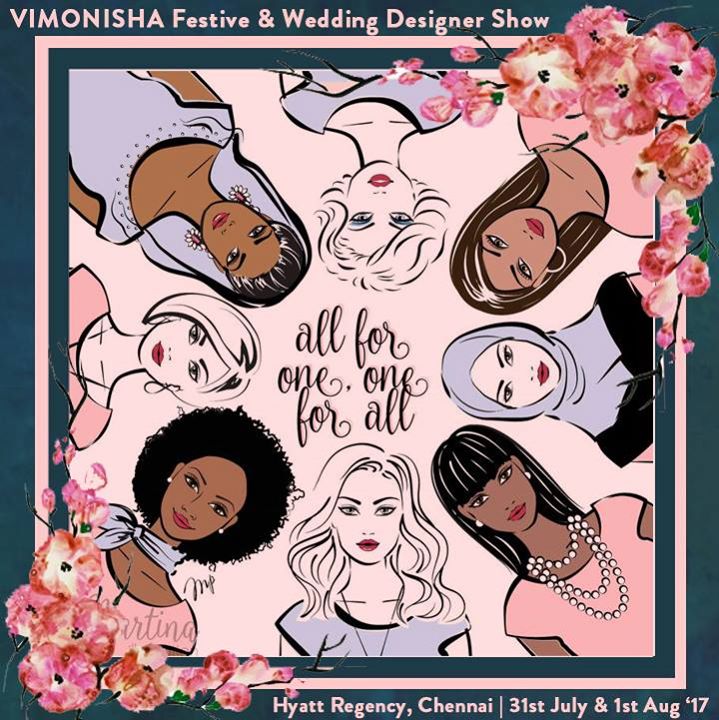 VIMONISHA Festive & Wedding Designer Show
all for
one, one
for all
MP
Hyatt Regency, Chennai | 31st July & 1st Aug ‘17